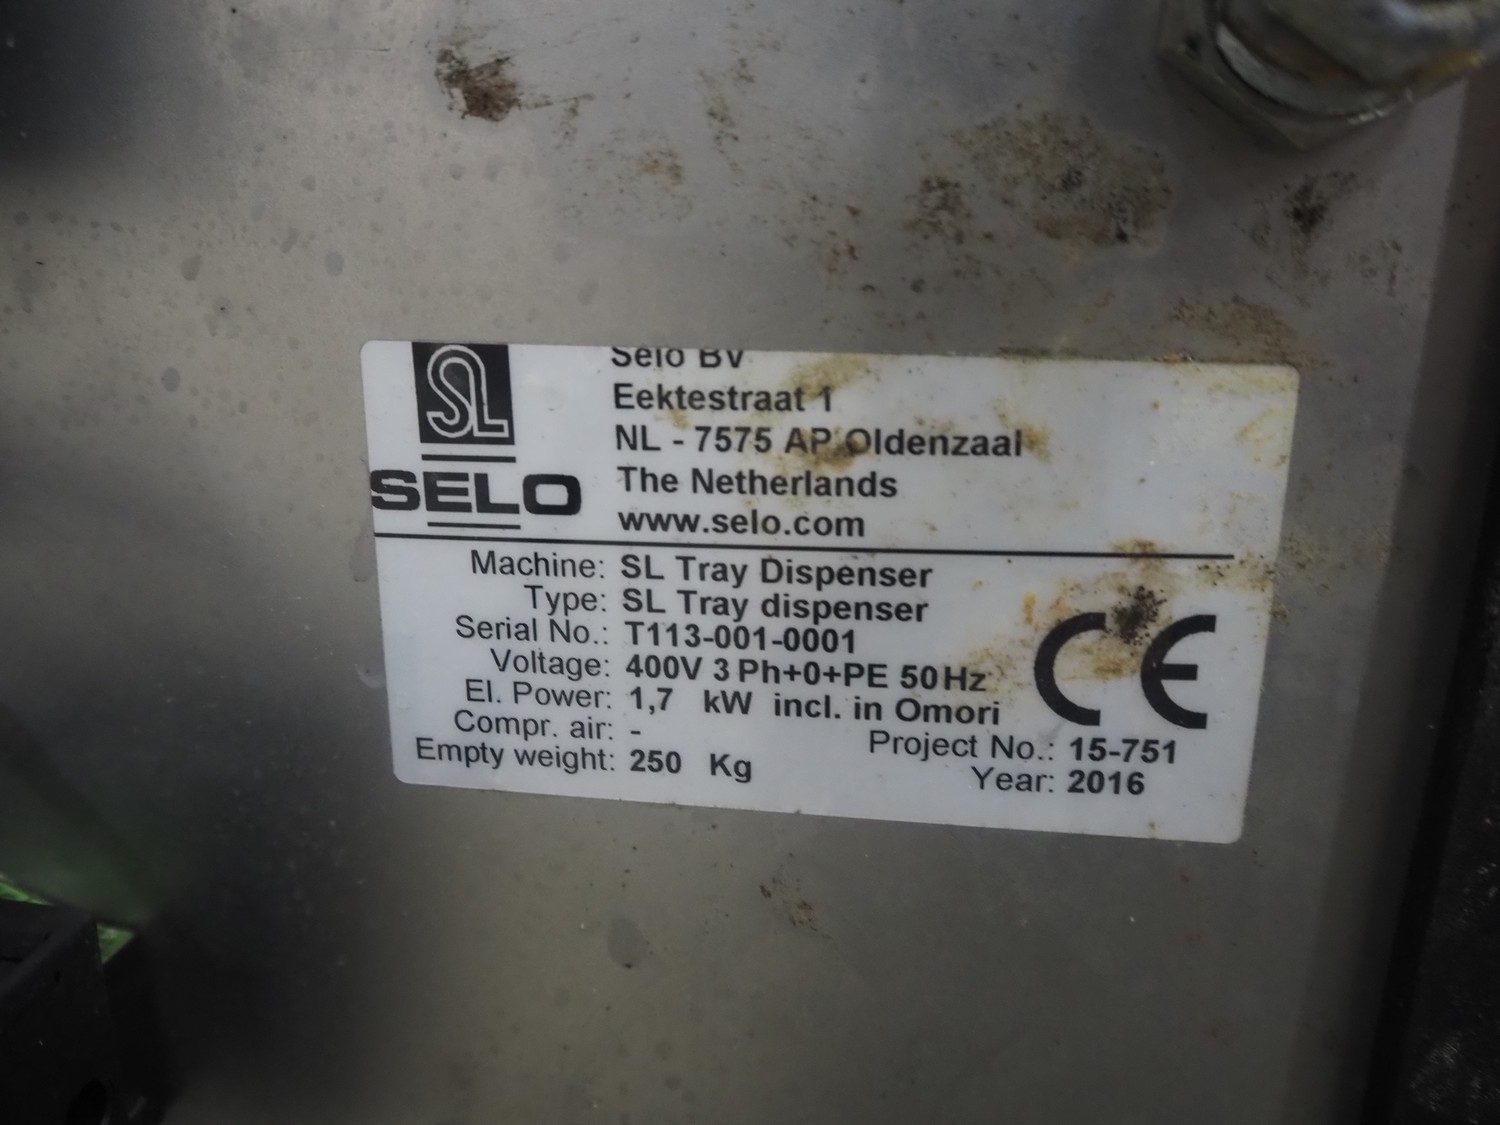 SL
SELO
Selo BV
Eektestraat 1
NL - 7575 AP Oldenzaal
The Netherlands
www.selo.com
Machine: SL Tray Dispenser
Type: SL Tray dispenser
Serial No.: T113-001-0001
Voltage: 400V 3 Ph+0+PE 50Hz
El. Power: 1,7 kW incl. in Omori
Compr. air: -
Empty weight: 250 Kg
CE
Project No.: 15-751
Year: 2016